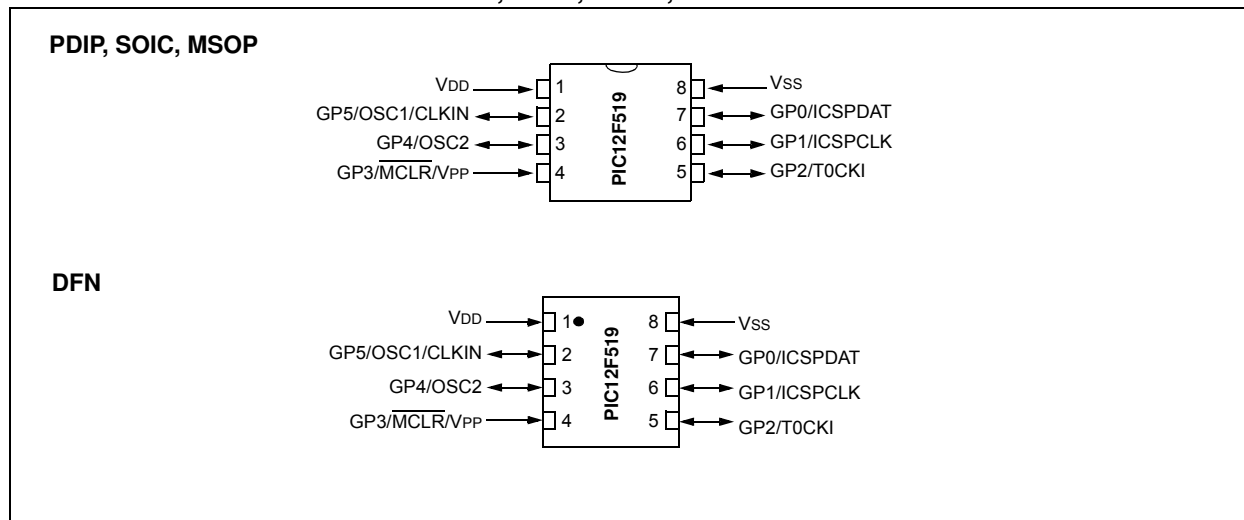 PDIP, SOIC, MSOP
VDD 1 8 VSS
GP5/OSC1/CLKIN 2 7 GP0/ICSPDAT
GP4/OSC2 3 6 GP1/ICSPCLK
GP3/MCLR/VPP 4 5 GP2/T0CKI
PIC12F519
DFN
VDD 1 8 VSS
GP5/OSC1/CLKIN 2 7 GP0/ICSPDAT
GP4/OSC2 3 6 GP1/ICSPCLK
GP3/MCLR/VPP 4 5 GP2/T0CKI
PIC12F519